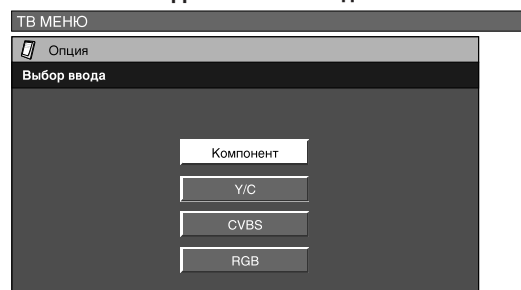 ТВ МЕНЮ
Опция
Выбор ввода
Компонент
Y/C
CVBS
RGB